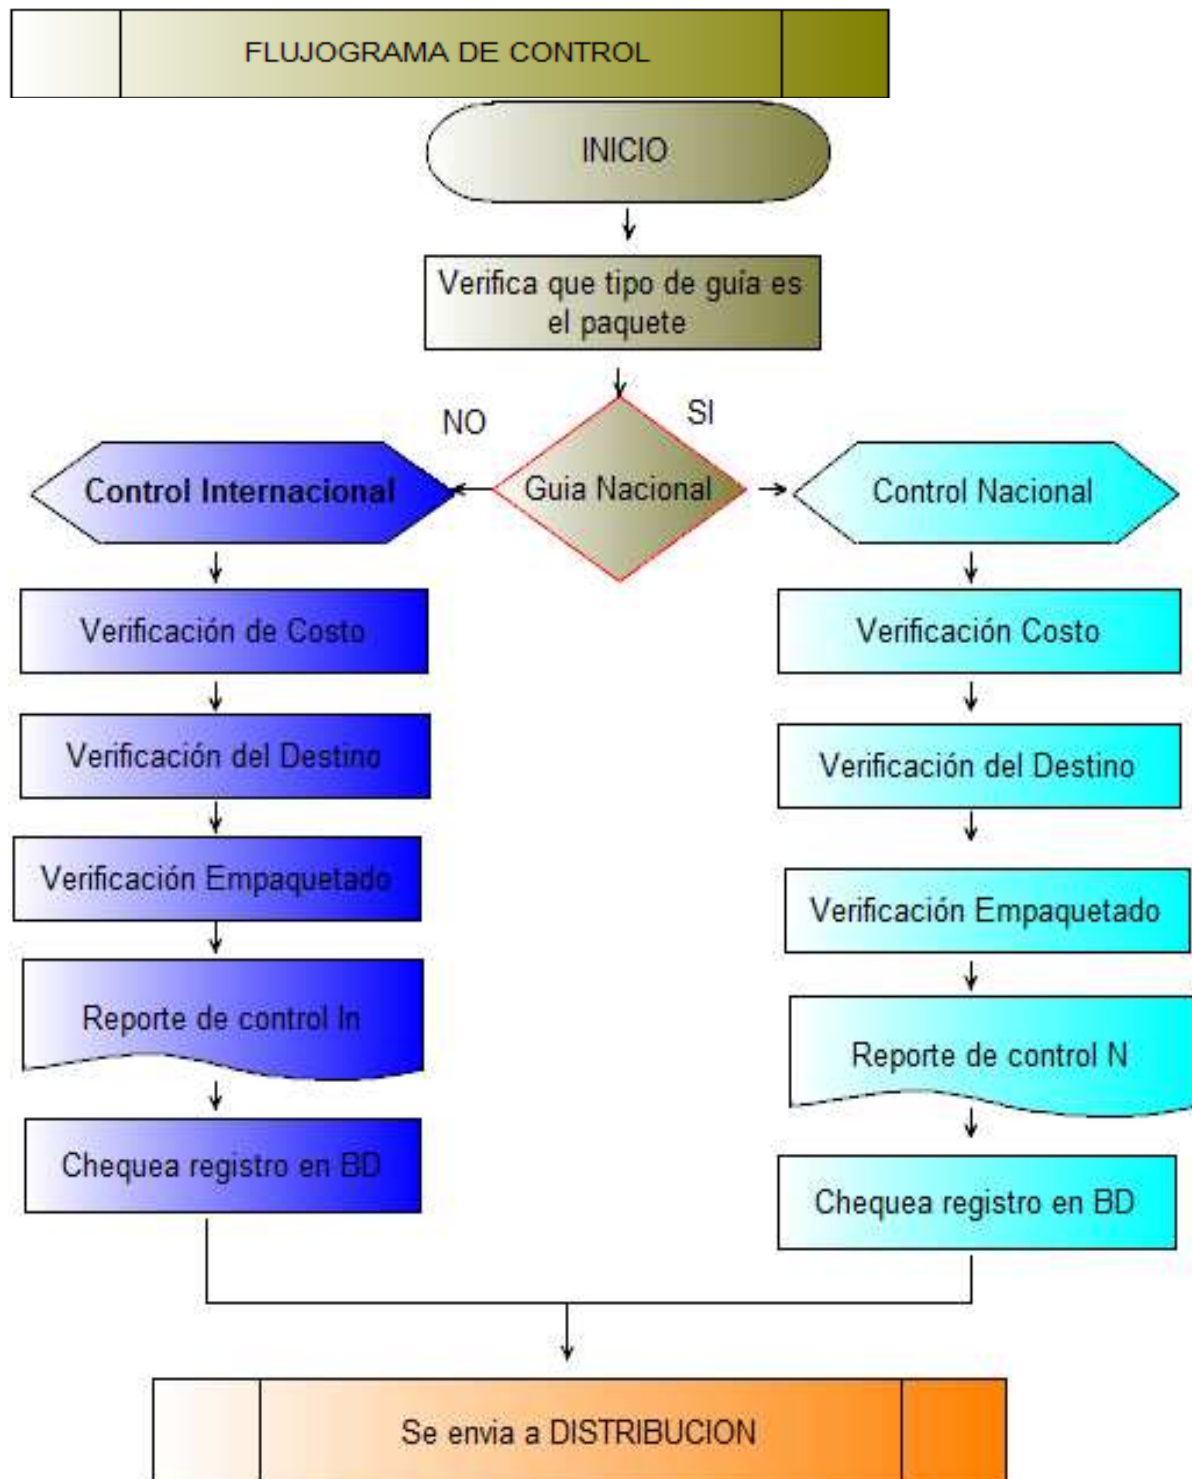 FLUJOGRAMA DE CONTROL
INICIO
Verifica que tipo de guía es
el paquete
NO
SI
Control Internacional
Guia Nacional
Control Nacional
Verificación de Costo
Verificación del Destino
Verificación Empaquetado
Reporte de control In
Chequea registro en BD
Verificación Costo
Verificación del Destino
Verificación Empaquetado
Reporte de control N
Chequea registro en BD
Se envia a DISTRIBUCION